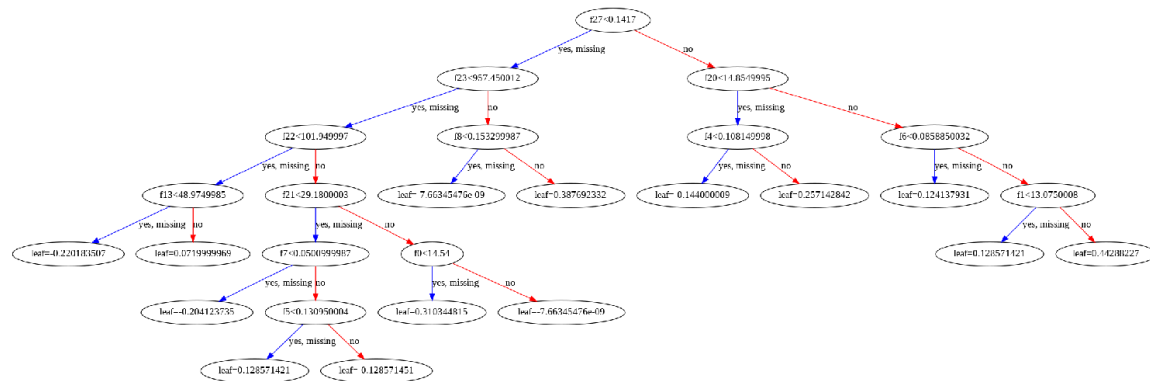 f27<0.1417
yes, missing no
f23<957.450012 f20<14.8549995
yes, missing no yes, missing no
f22<101.949997 f8<0.153299987 f4<0.108149998 f6<0.0858850032
yes, missing no yes, missing no yes, missing no yes, missing no
f13<48.9749985 f21<29.1800003 leaf=-7.66345476e-09 leaf=0.387692332 leaf=-0.144000009 leaf=0.257142842 leaf=0.124137931 f1<13.0750008
yes, missing no yes, missing no yes, missing no
leaf=-0.220183507 leaf=0.0719999969 f7<0.0500999987 f0<14.54 leaf=0.128571421 leaf=0.44288227
yes, missing no yes, missing no
leaf=-0.204123735 f5<0.130950004 leaf=0.310344815 leaf=-7.66345476e-09
yes, missing no
leaf=0.128571421 leaf=-0.128571451